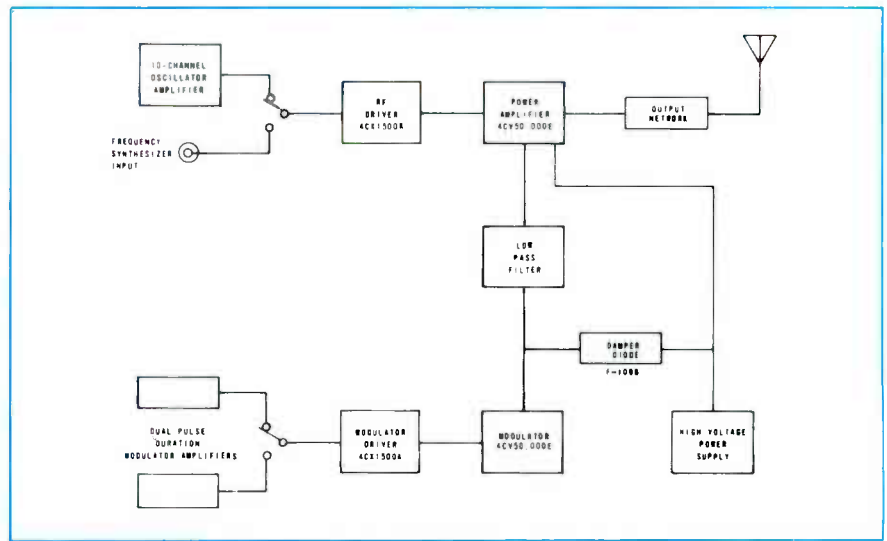 10-CHANNEL
OSCILLATOR
AMPLIFIER
FREQUENCY
SYNTHESIZER
INPUT
RF
DRIVER
4CX1500A
POWER
AMPLIFIER
4CV50,000E
OUTPUT
NETWORK
LOW
PASS
FILTER
DAMPER
DIODE
DUAL PULSE
DURATION
MODULATOR AMPLIFIERS
MODULATOR
DRIVER
4CX1500A
MODULATOR
4CV50,000E
HIGH VOLTAGE
POWER
SUPPLY